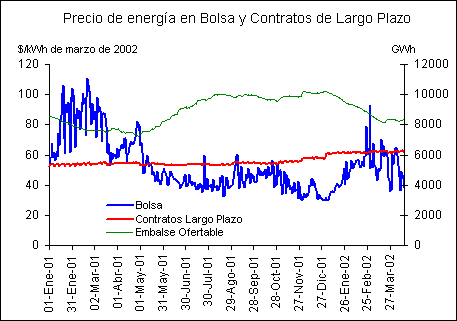 Precio de energía en Bolsa y Contratos de Largo Plazo
$/kWh de marzo de 2002
GWh
120
12000
100
10000
80
8000
60
6000
40
4000
20
2000
0
0
Bolsa
Contratos Largo Plazo
Embalse Ofertable
01-Ene-01
31-Ene-01
02-Mar-01
01-Abr-01
01-May-01
31-May-01
30-Jun-01
30-Jul-01
29-Ago-01
28-Sep-01
28-Oct-01
27-Nov-01
27-Dic-01
26-Ene-02
25-Feb-02
27-Mar-02